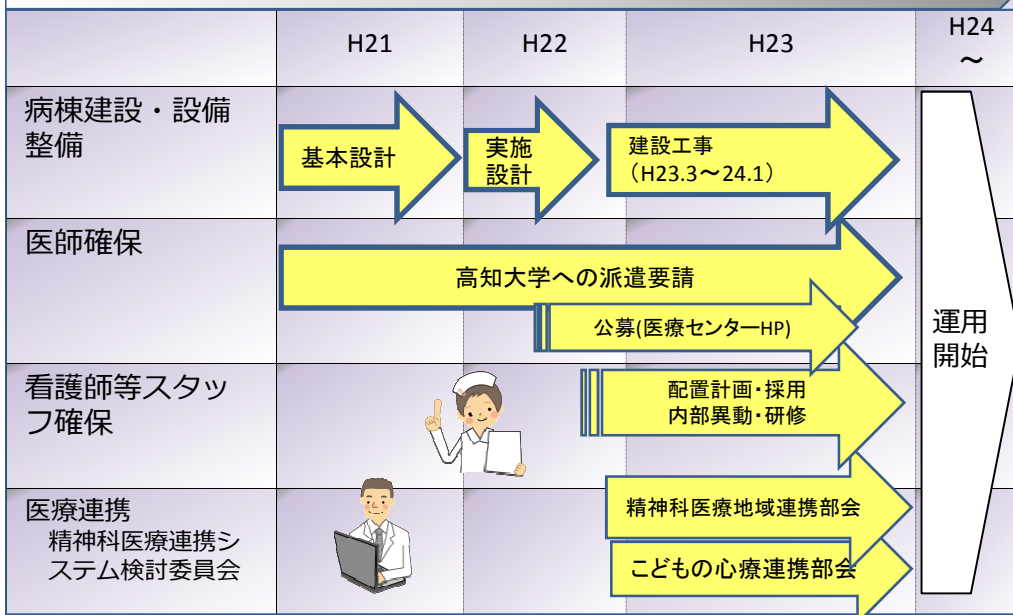 H21
H22
H23
H24
～
病棟建設・設備
整備
基本設計
実施
設計
建設工事
（H23.3～24.1）
医師確保
高知大学への派遣要請
公募(医療センターHP)
看護師等スタッ
フ確保
配置計画・採用
内部異動・研修
医療連携
精神科医療連携シ
ステム検討委員会
精神科医療地域連携部会
こどもの心療連携部会
運用
開始